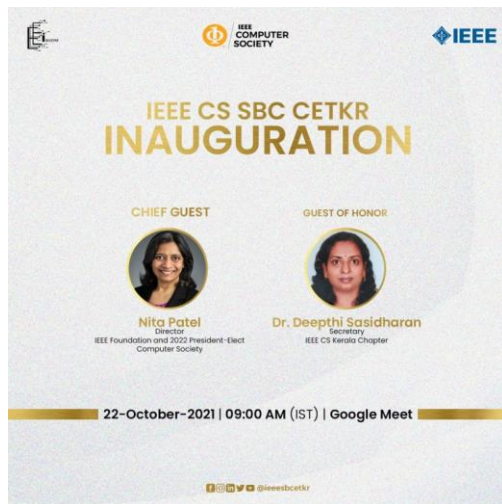 IEEE
COMPUTER
SOCIETY
IEEE
IEEE CS SBC CETKR
INAUGURATION
CHIEF GUEST
GUEST OF HONOR
Nita Patel
Director
IEEE Foundation and 2022 President-Elect
Computer Society
Dr. Deepthi Sasidharan
Secretary
IEEE CS Kerala Chapter
22-October-2021 | 09:00 AM (IST) | Google Meet
@ieeesbcetkr